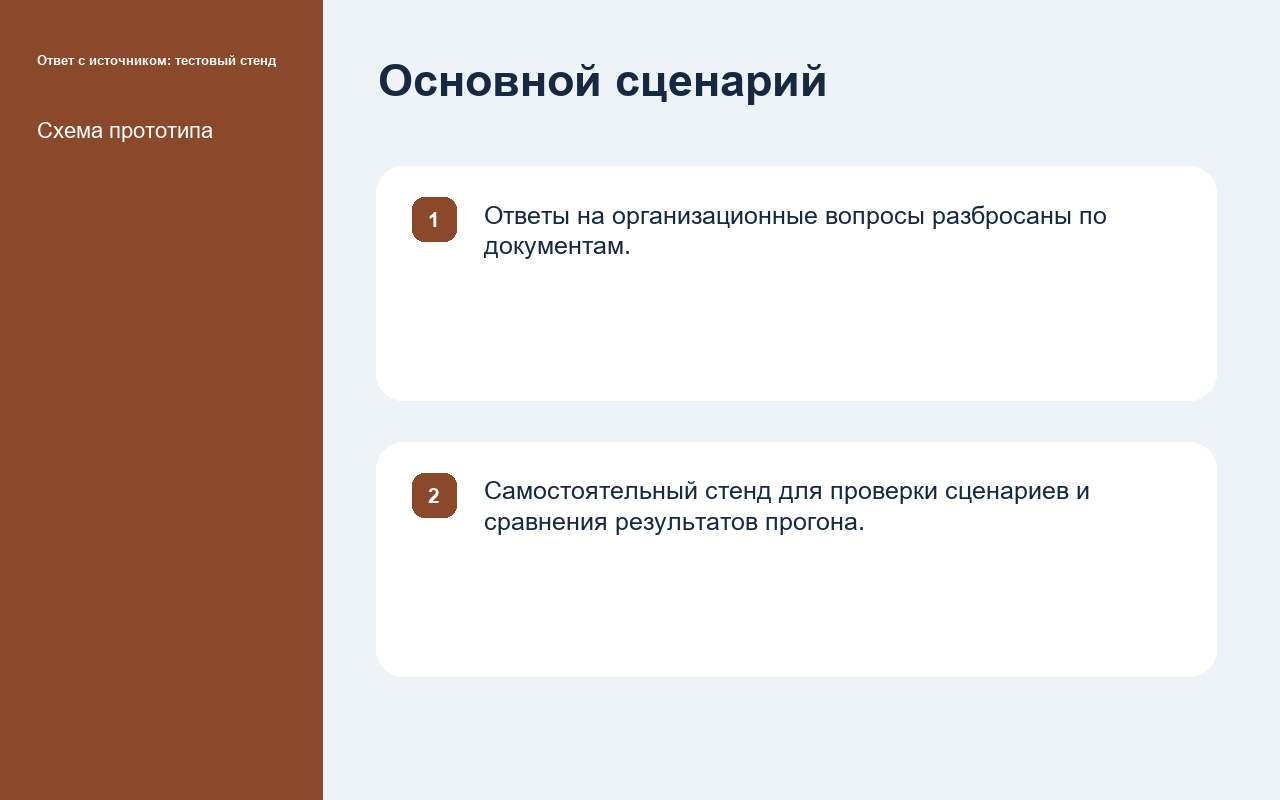 Ответ с источником: тестовый стенд
Схема прототипа
Основной сценарий
1
Ответы на организационные вопросы разбросаны по
документам.
2
Самостоятельный стенд для проверки сценариев и
сравнения результатов прогона.